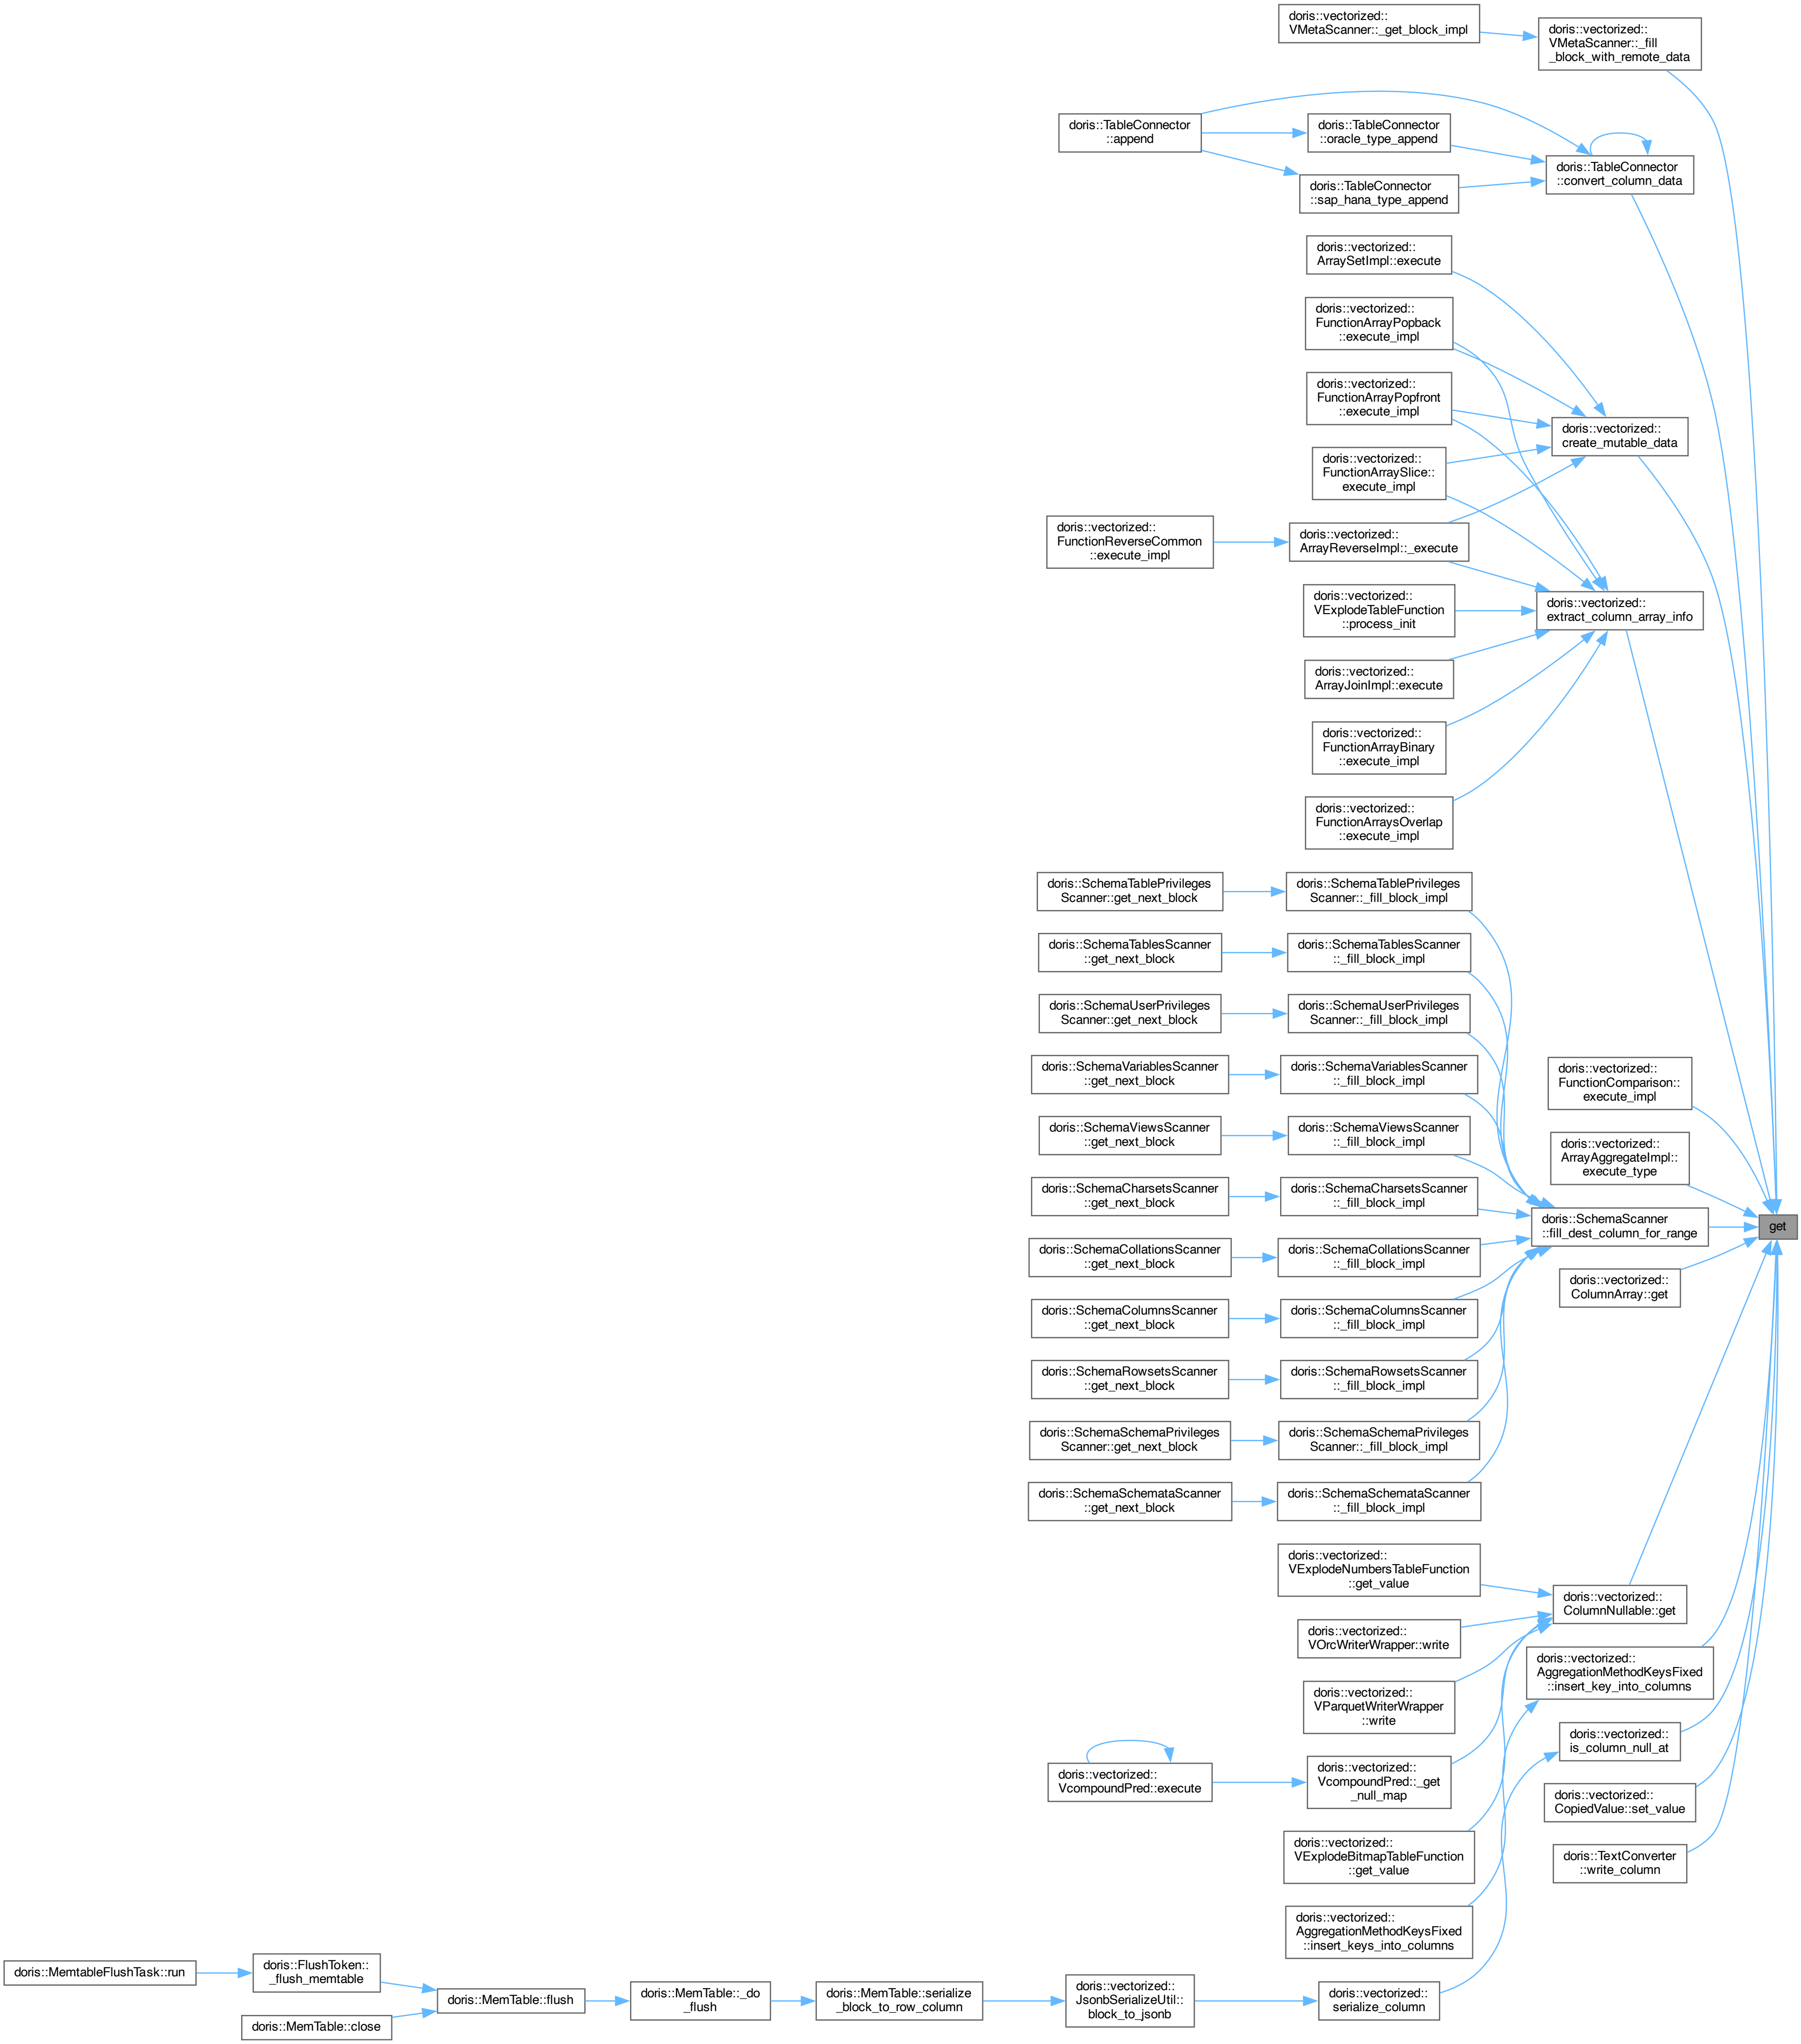 doris::vectorized::
VMetaScanner::_get_block_impl
doris::vectorized::
VMetaScanner::_fill
_block_with_remote_data
doris::TableConnector
::append
doris::TableConnector
::oracle_type_append
doris::TableConnector
::convert_column_data
doris::TableConnector
::sap_hana_type_append
doris::vectorized::
ArraySetImpl::execute
doris::vectorized::
FunctionArrayPopback
::execute_impl
doris::vectorized::
FunctionArrayPopfront
::execute_impl
doris::vectorized::
create_mutable_data
doris::vectorized::
FunctionArraySlice::
execute_impl
doris::vectorized::
FunctionReverseCommon
::execute_impl
doris::vectorized::
ArrayReverseImpl::_execute
doris::vectorized::
VExplodeTableFunction
::process_init
doris::vectorized::
extract_column_array_info
doris::vectorized::
ArrayJoinImpl::execute
doris::vectorized::
FunctionArrayBinary
::execute_impl
doris::vectorized::
FunctionArraysOverlap
::execute_impl
doris::SchemaTablePrivileges
Scanner::get_next_block
doris::SchemaTablePrivileges
Scanner::_fill_block_impl
doris::SchemaTablesScanner
::get_next_block
doris::SchemaTablesScanner
::_fill_block_impl
doris::SchemaUserPrivileges
Scanner::get_next_block
doris::SchemaUserPrivileges
Scanner::_fill_block_impl
doris::SchemaVariablesScanner
::get_next_block
doris::SchemaVariablesScanner
::_fill_block_impl
doris::vectorized::
FunctionComparison::
execute_impl
doris::SchemaViewsScanner
::get_next_block
doris::SchemaViewsScanner
::_fill_block_impl
doris::vectorized::
ArrayAggregateImpl::
execute_type
doris::SchemaCharsetsScanner
::get_next_block
doris::SchemaCharsetsScanner
::_fill_block_impl
doris::SchemaScanner
::fill_dest_column_for_range
get
doris::SchemaCollationsScanner
::get_next_block
doris::SchemaCollationsScanner
::_fill_block_impl
doris::vectorized::
ColumnArray::get
doris::SchemaColumnsScanner
::get_next_block
doris::SchemaColumnsScanner
::_fill_block_impl
doris::SchemaRowsetsScanner
::get_next_block
doris::SchemaRowsetsScanner
::_fill_block_impl
doris::SchemaSchemaPrivileges
Scanner::get_next_block
doris::SchemaSchemaPrivileges
Scanner::_fill_block_impl
doris::SchemaSchemataScanner
::get_next_block
doris::SchemaSchemataScanner
::_fill_block_impl
doris::vectorized::
VExplodeNumbersTableFunction
::get_value
doris::vectorized::
ColumnNullable::get
doris::vectorized::
VOrcWriterWrapper::write
doris::vectorized::
AggregationMethodKeysFixed
::insert_key_into_columns
doris::vectorized::
VParquetWriterWrapper
::write
doris::vectorized::
is_column_null_at
doris::vectorized::
VcompoundPred::execute
doris::vectorized::
VcompoundPred::_get
_null_map
doris::vectorized::
CopiedValue::set_value
doris::vectorized::
VExplodeBitmapTableFunction
::get_value
doris::TextConverter
::write_column
doris::vectorized::
AggregationMethodKeysFixed
::insert_keys_into_columns
doris::MemtableFlushTask::run
doris::FlushToken::
_flush_memtable
doris::MemTable::close
doris::MemTable::flush
doris::MemTable::_do
_flush
doris::MemTable::serialize
_block_to_row_column
doris::vectorized::
JsonbSerializeUtil::
block_to_jsonb
doris::vectorized::
serialize_column